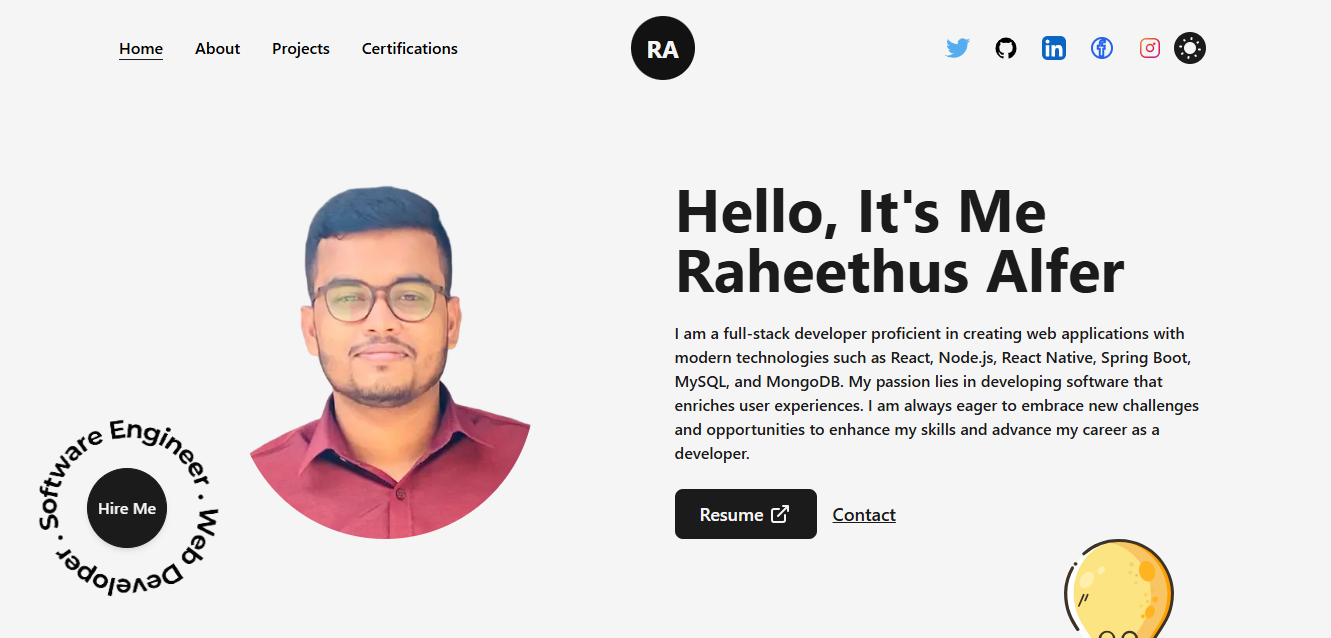 Home About Projects Certifications
RA
Hello, It's Me
Raheethus Alfer
I am a full-stack developer proficient in creating web applications with
modern technologies such as React, Node.js, React Native, Spring Boot,
MySQL, and MongoDB. My passion lies in developing software that
enriches user experiences. I am always eager to embrace new challenges
and opportunities to enhance my skills and advance my career as a
developer.
Resume Contact
Software Engineer · Web Developer ·
Hire Me